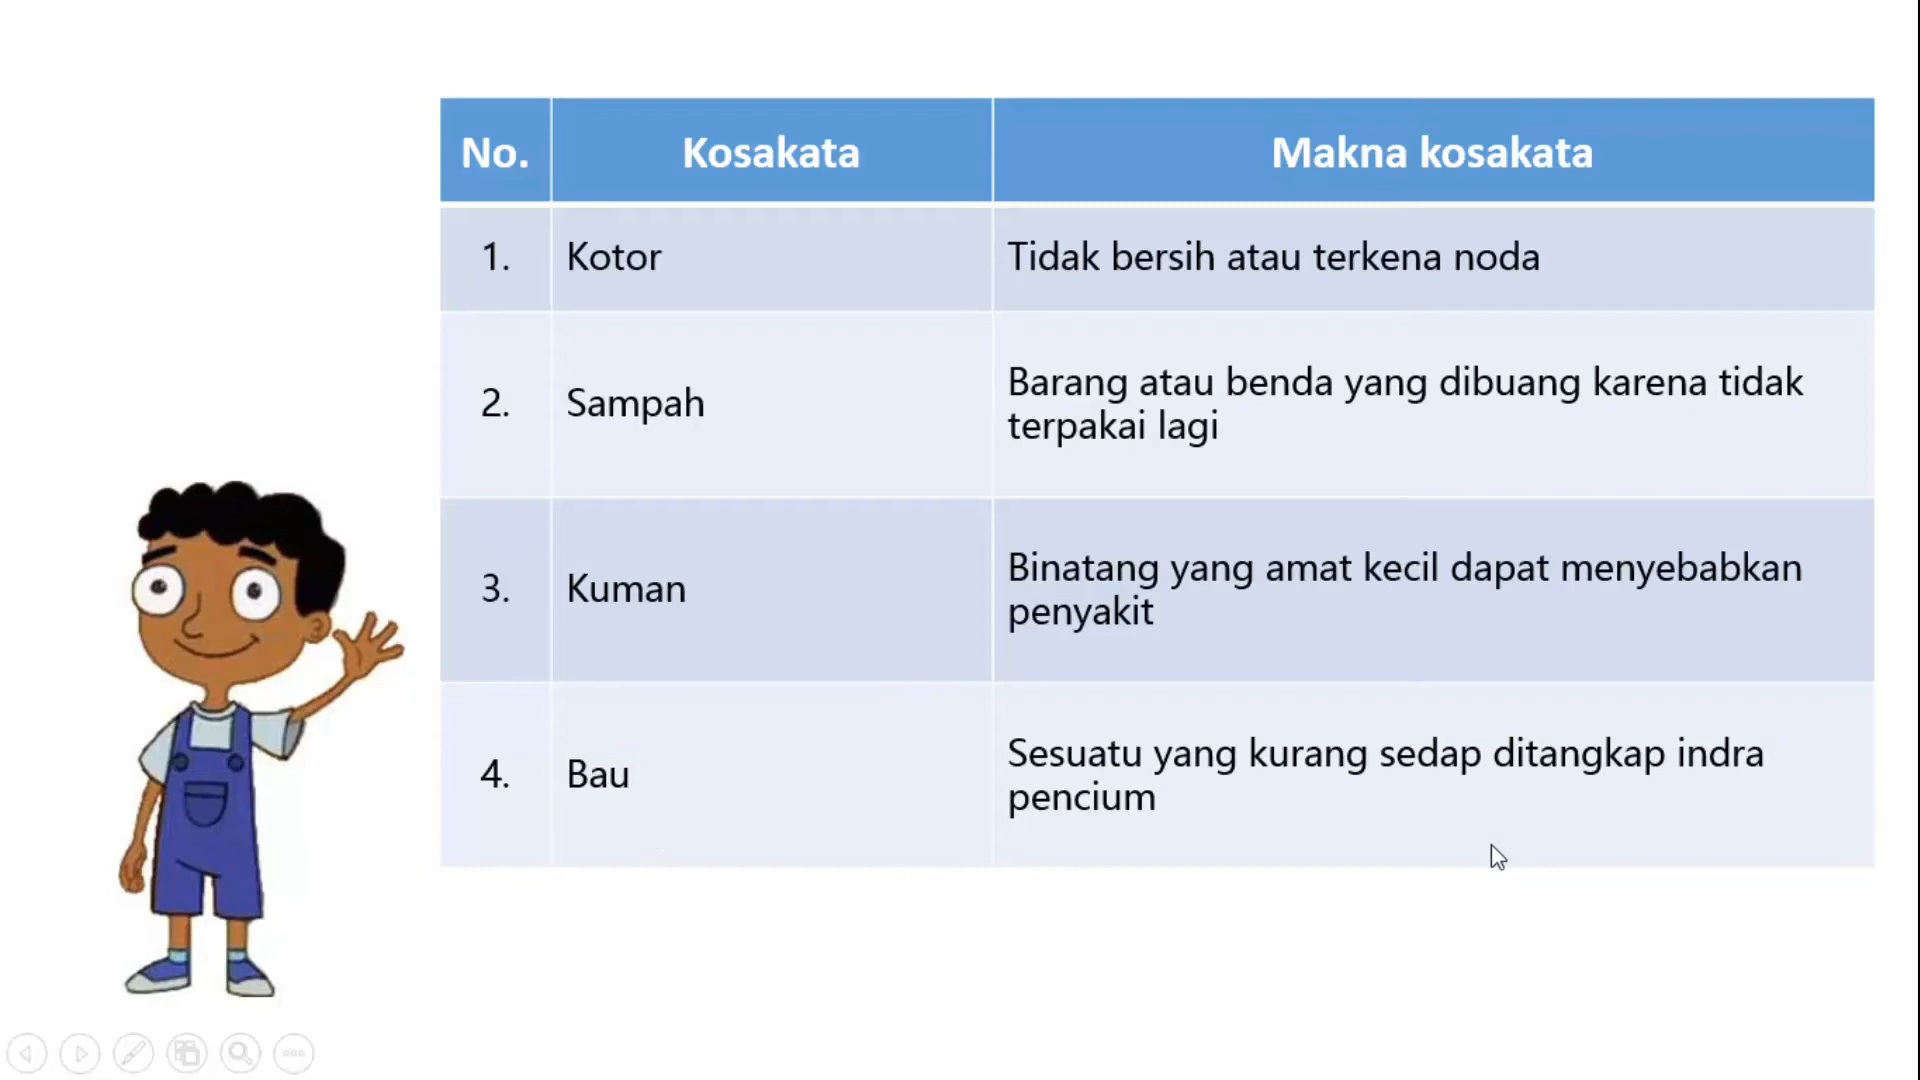 No. Kosakata Makna kosakata
1. Kotor Tidak bersih atau terkena noda
2. Sampah Barang atau benda yang dibuang karena tidak
terpakai lagi
3. Kuman Binatang yang amat kecil dapat menyebabkan
penyakit
4. Bau Sesuatu yang kurang sedap ditangkap indra
pencium